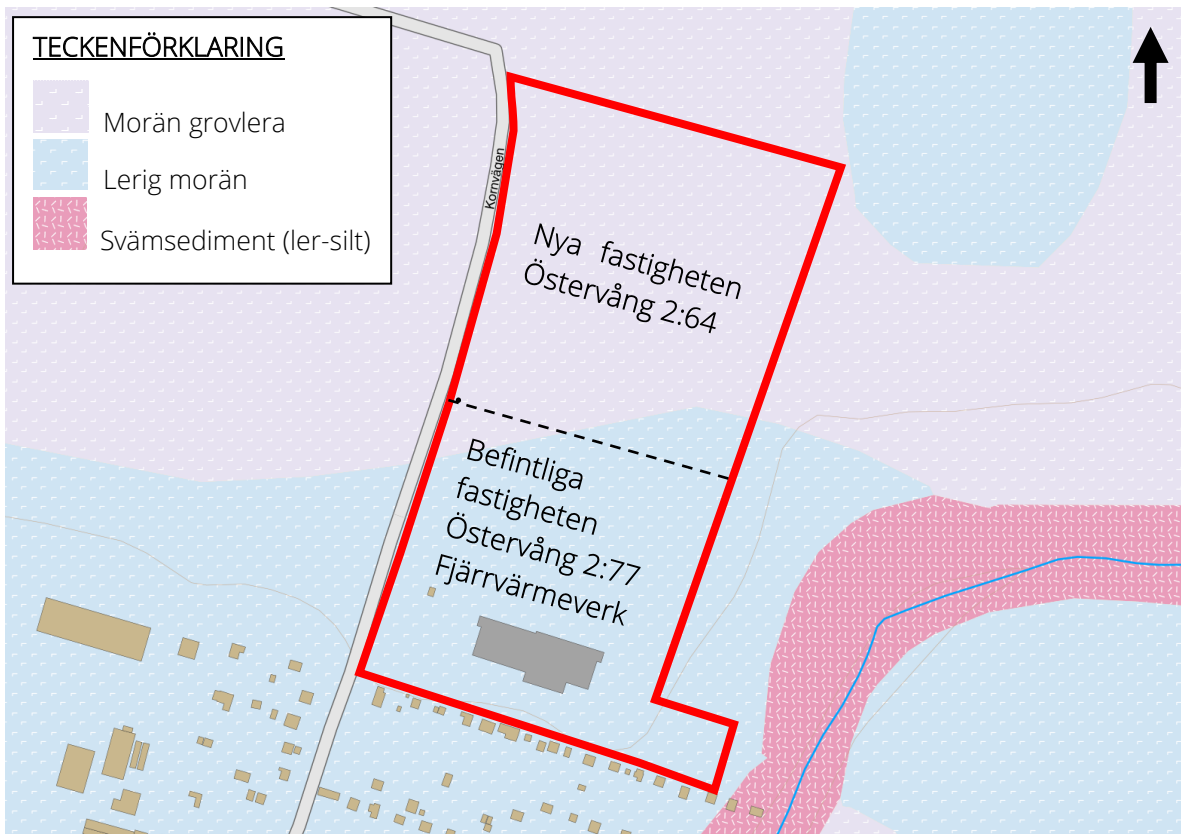 TECKENFÖRKLARING
Morän grovlera
Lerig morän
Svämsediment (ler-silt)
Kornvägen
Nya fastigheten
Östervång 2:64
Befintliga
fastigheten
Östervång 2:77
Fjärrvärmeverk